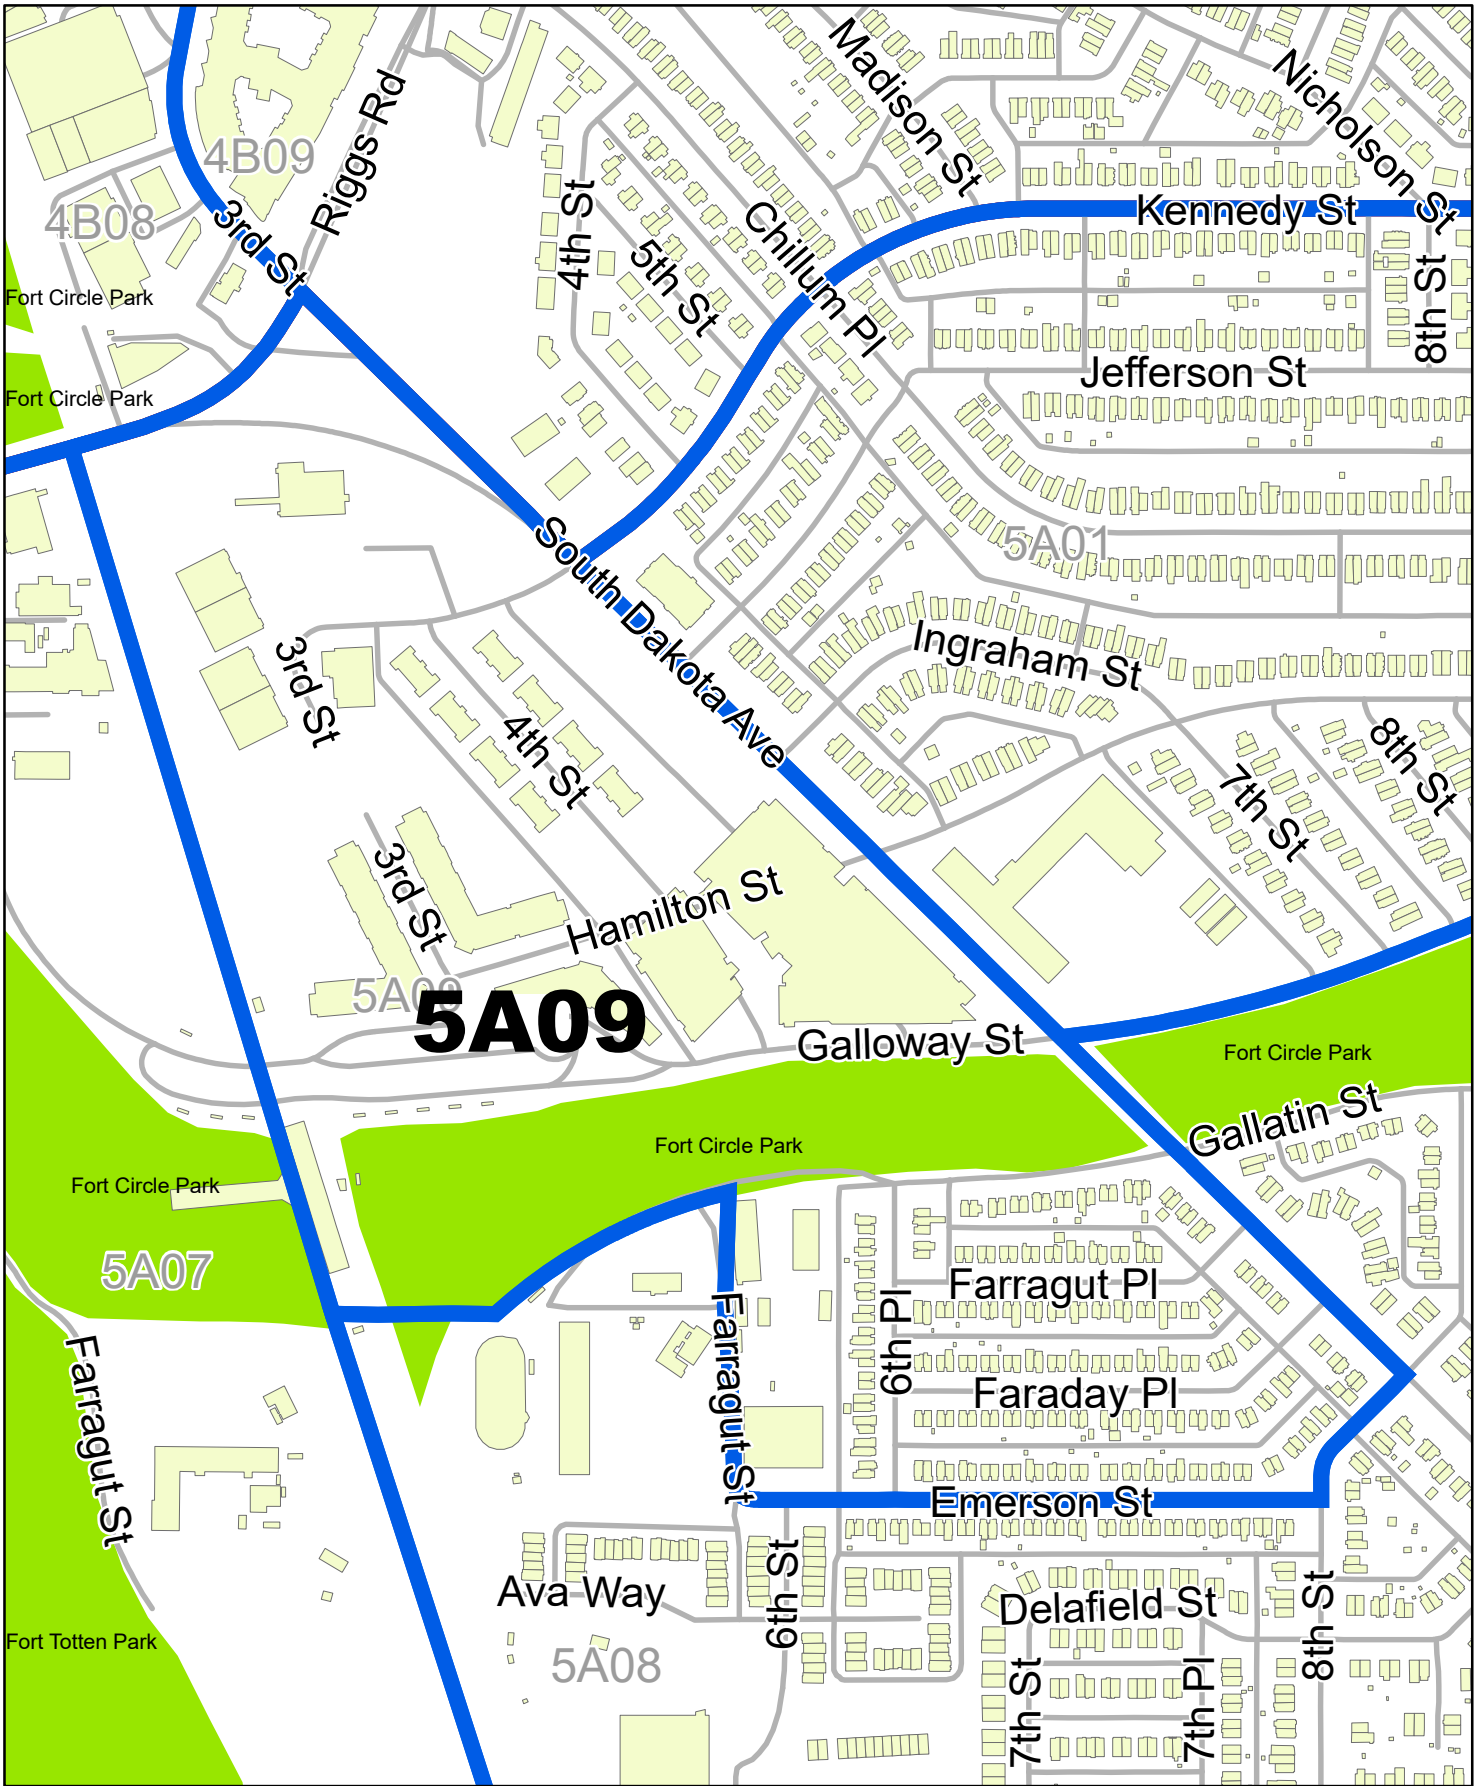 Madison St
Nicholson St
Riggs Rd
4B09
4B08
3rd St
4th St
5th St
Chillum Pl
Kennedy St
8th St
Fort Circle Park
Jefferson St
Fort Circle Park
5A01
South Dakota Ave
3rd St
Ingraham St
4th St
7th St
8th St
3rd St
Hamilton St
5A09
5A09
Galloway St
Fort Circle Park
Gallatin St
Fort Circle Park
Fort Circle Park
5A07
Farragut Pl
6th Pl
Farragut St
Farragut St
Faraday Pl
Emerson St
Ava Way
6th St
Delafield St
8th St
Fort Totten Park
5A08
7th St
7th Pl